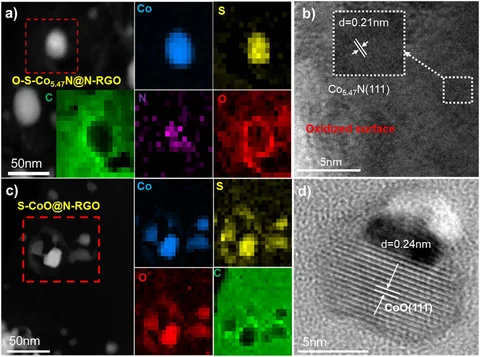 a)
Co
S
O-S-Co5.47N@N-RGO
C
N
O
50nm
b)
d=0.21nm
Co5.47N(111)
Oxidized surface
5nm
c)
S-CoO@N-RGO
Co
S
O
C
50nm
d)
d=0.24nm
CoO(111)
5nm